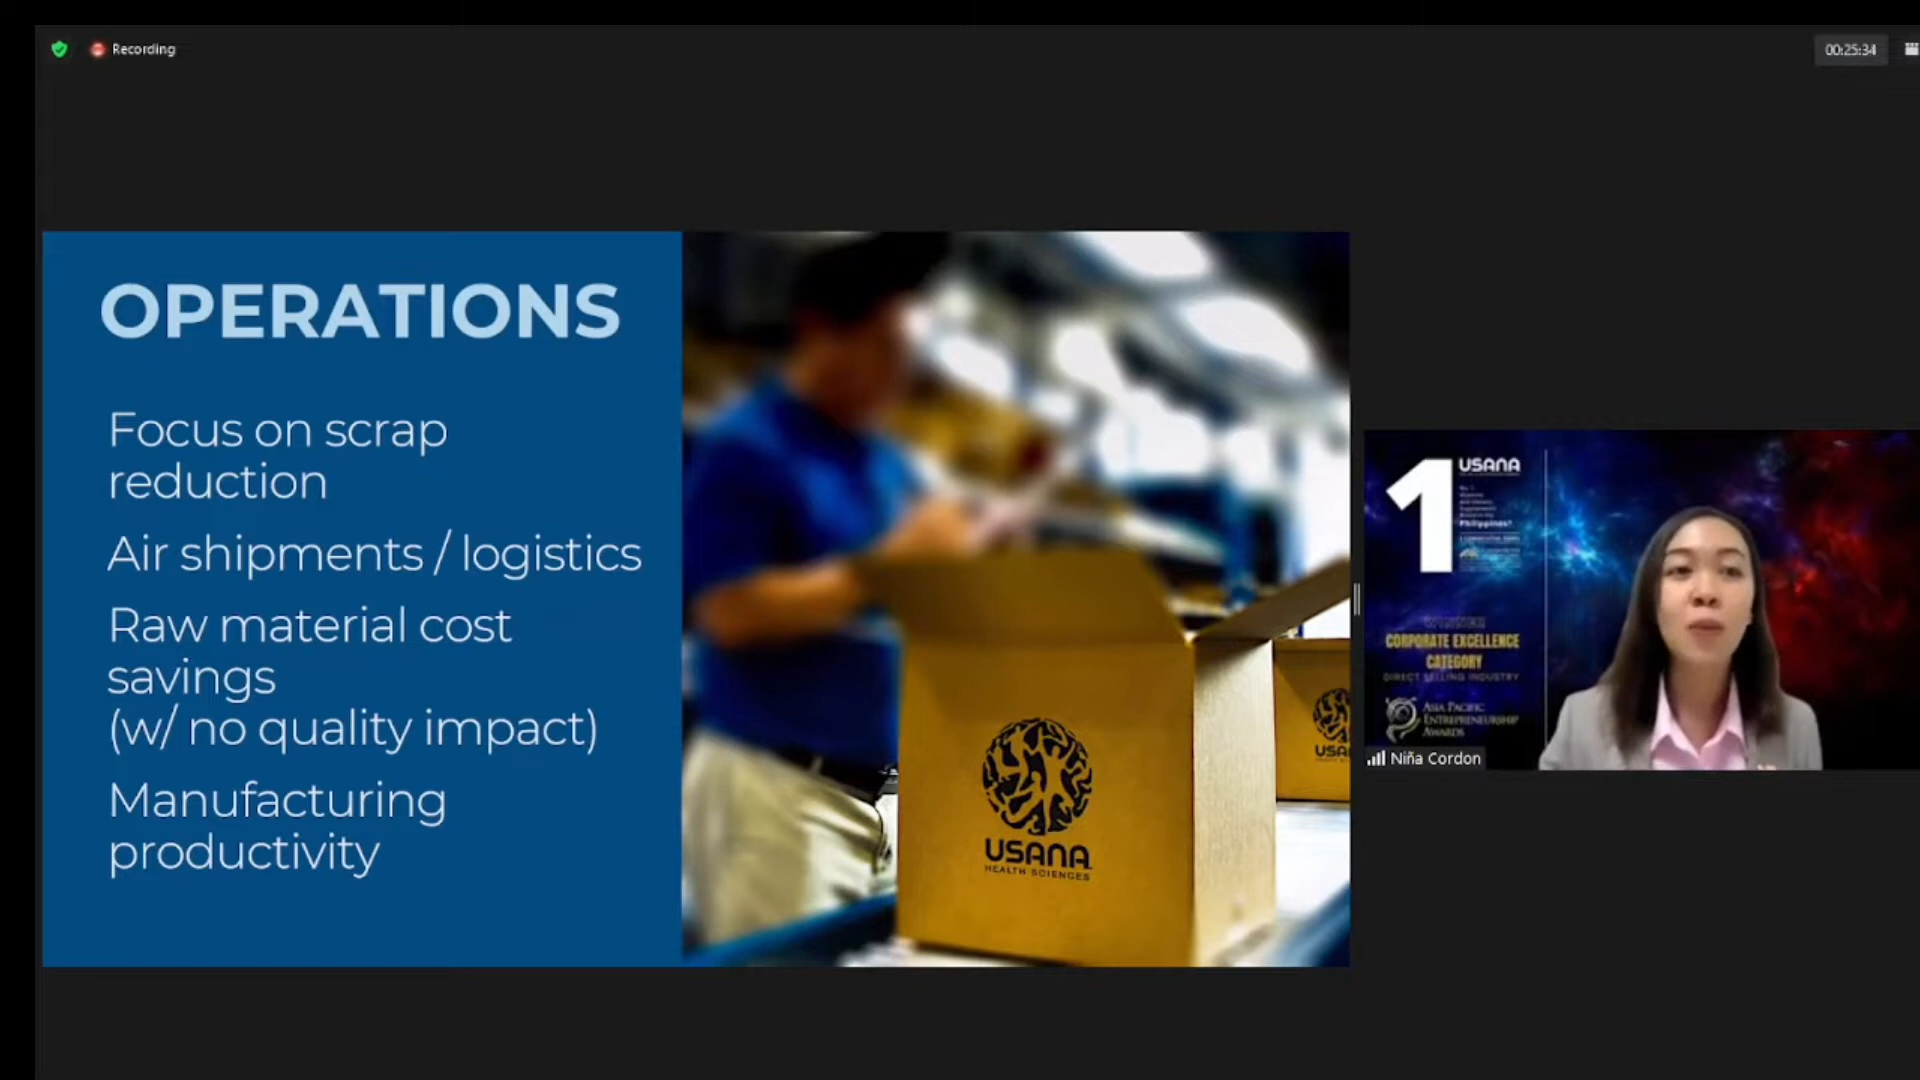 Recording
00:25:34
OPERATIONS
Focus on scrap
reduction
Air shipments / logistics
Raw material cost
savings
(w/ no quality impact)
Manufacturing
productivity
USANA
HEALTH SCIENCES
USA
1
USANA
Philippines*
WINNER
CORPORATE EXCELLENCE
CATEGORY
DIRECT SELLING INDUSTRY
ASIA PACIFIC
ENTREPRENEURSHIP
AWARDS
Niña Cordon